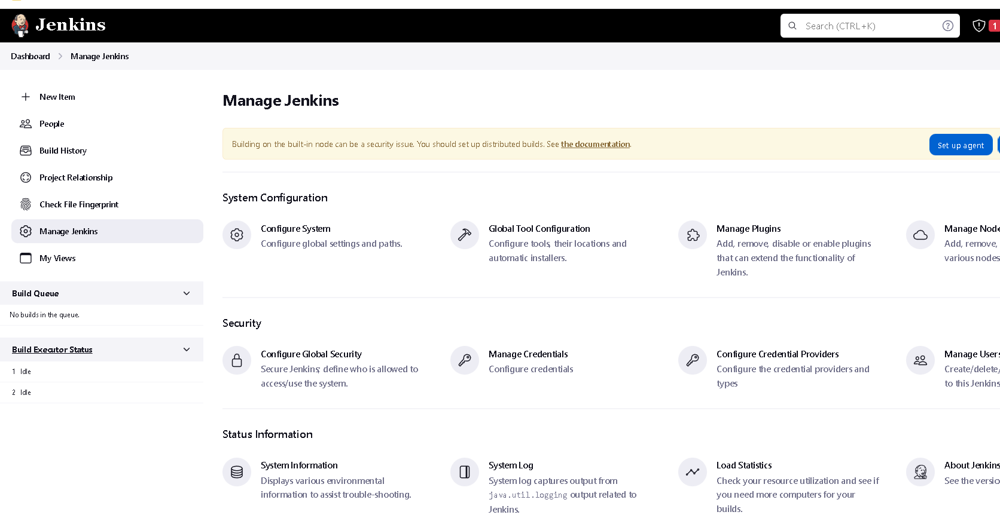 Jenkins
Search (CTRL+K)
1
Dashboard
Manage Jenkins
New Item
People
Build History
Project Relationship
Check File Fingerprint
Manage Jenkins
My Views
Build Queue
No builds in the queue.
Build Executor Status
1 Idle
2 Idle
Manage Jenkins
Building on the built-in node can be a security issue. You should set up distributed builds. See the documentation.
Set up agent
System Configuration
Configure System
Configure global settings and paths.
Global Tool Configuration
Configure tools, their locations and
automatic installers.
Manage Plugins
Add, remove, disable or enable plugins
that can extend the functionality of
Jenkins.
Manage Node
Add, remove,
various nodes
Security
Configure Global Security
Secure Jenkins; define who is allowed to
access/use the system.
Manage Credentials
Configure credentials
Configure Credential Providers
Configure the credential providers and
types
Manage Users
Create/delete/
to this Jenkins
Status Information
System Information
Displays various environmental
information to assist trouble-shooting.
System Log
System log captures output from
java.util.logging output related to
Jenkins.
Load Statistics
Check your resource utilization and see if
you need more computers for your
builds.
About Jenkins
See the versio